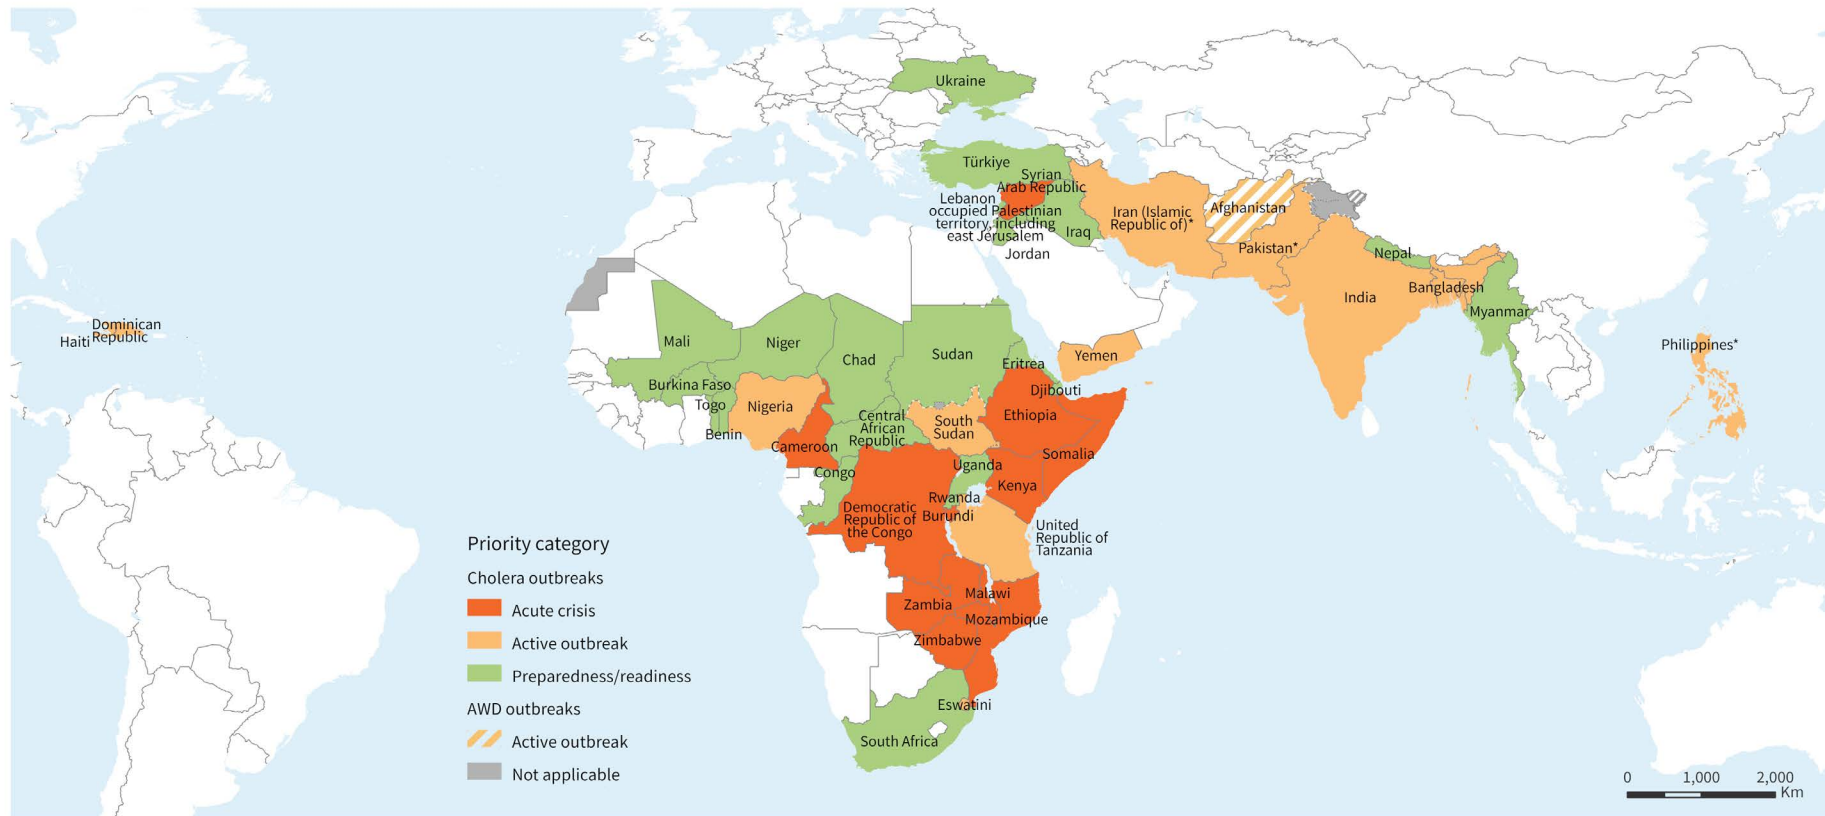 Ukraine
Türkiye
Syrian
Arab Republic
Lebanon
occupied Palestinian
territory, including
east Jerusalem
Iraq
Jordan
Iran (Islamic
Republic of)*
Afghanistan
Pakistan*
Nepal
Bangladesh
India
Myanmar
Philippines*
Dominican
Republic
Haiti
Mali
Niger
Chad
Sudan
Eritrea
Yemen
Burkina Faso
Togo
Benin
Nigeria
Djibouti
Ethiopia
Central
African
Republic
South
Sudan
Cameroon
Somalia
Congo
Uganda
Kenya
Rwanda
Burundi
Democratic
Republic of
the Congo
United
Republic of
Tanzania
Malawi
Zambia
Mozambique
Zimbabwe
Eswatini
South Africa
Priority category
Cholera outbreaks
Acute crisis
Active outbreak
Preparedness/readiness
AWD outbreaks
Active outbreak
Not applicable
0 1,000 2,000
Km